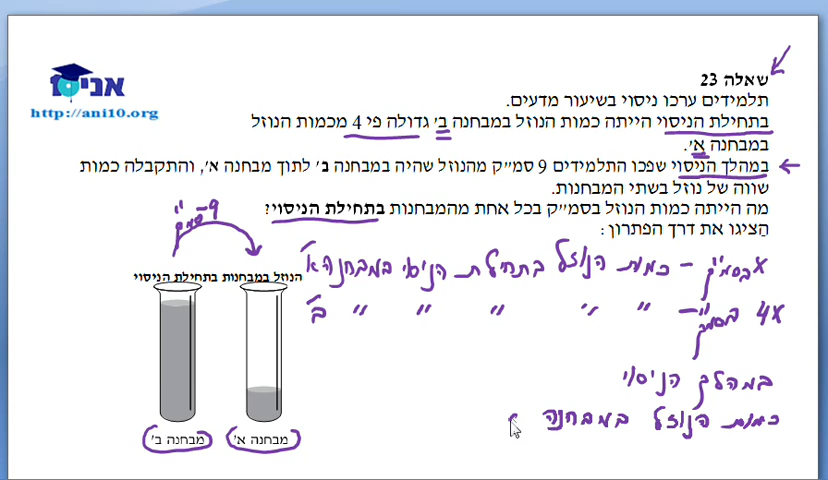 אני10
http://ani10.org
שאלה 23
תלמידים ערכו ניסוי בשיעור מדעים.
בתחילת הניסוי הייתה כמות הנוזל במבחנה ב׳ גדולה פי 4 מכמות הנוזל
במבחנה א׳.
במהלך הניסוי שפכו התלמידים 9 סמ״ק מהנוזל שהיה במבחנה ב׳ לתוך מבחנה א׳, והתקבלה כמות
שווה של נוזל בשתי המבחנות.
מה הייתה כמות הנוזל בסמ״ק בכל אחת מהמבחנות בתחילת הניסוי?
הַציגו את דרך הפתרון:
9 סמ״ק
הנוזל במבחנות בתחילת הניסוי
x בסמ״ק – כמות הנוזל בתחילת הניסוי במבחנה א׳
4x בסמ״ק – ״ ״ ״ ״ ״ ב׳
במהלך הניסוי
כמות הנוזל במבחנה
מבחנה ב׳
מבחנה א׳